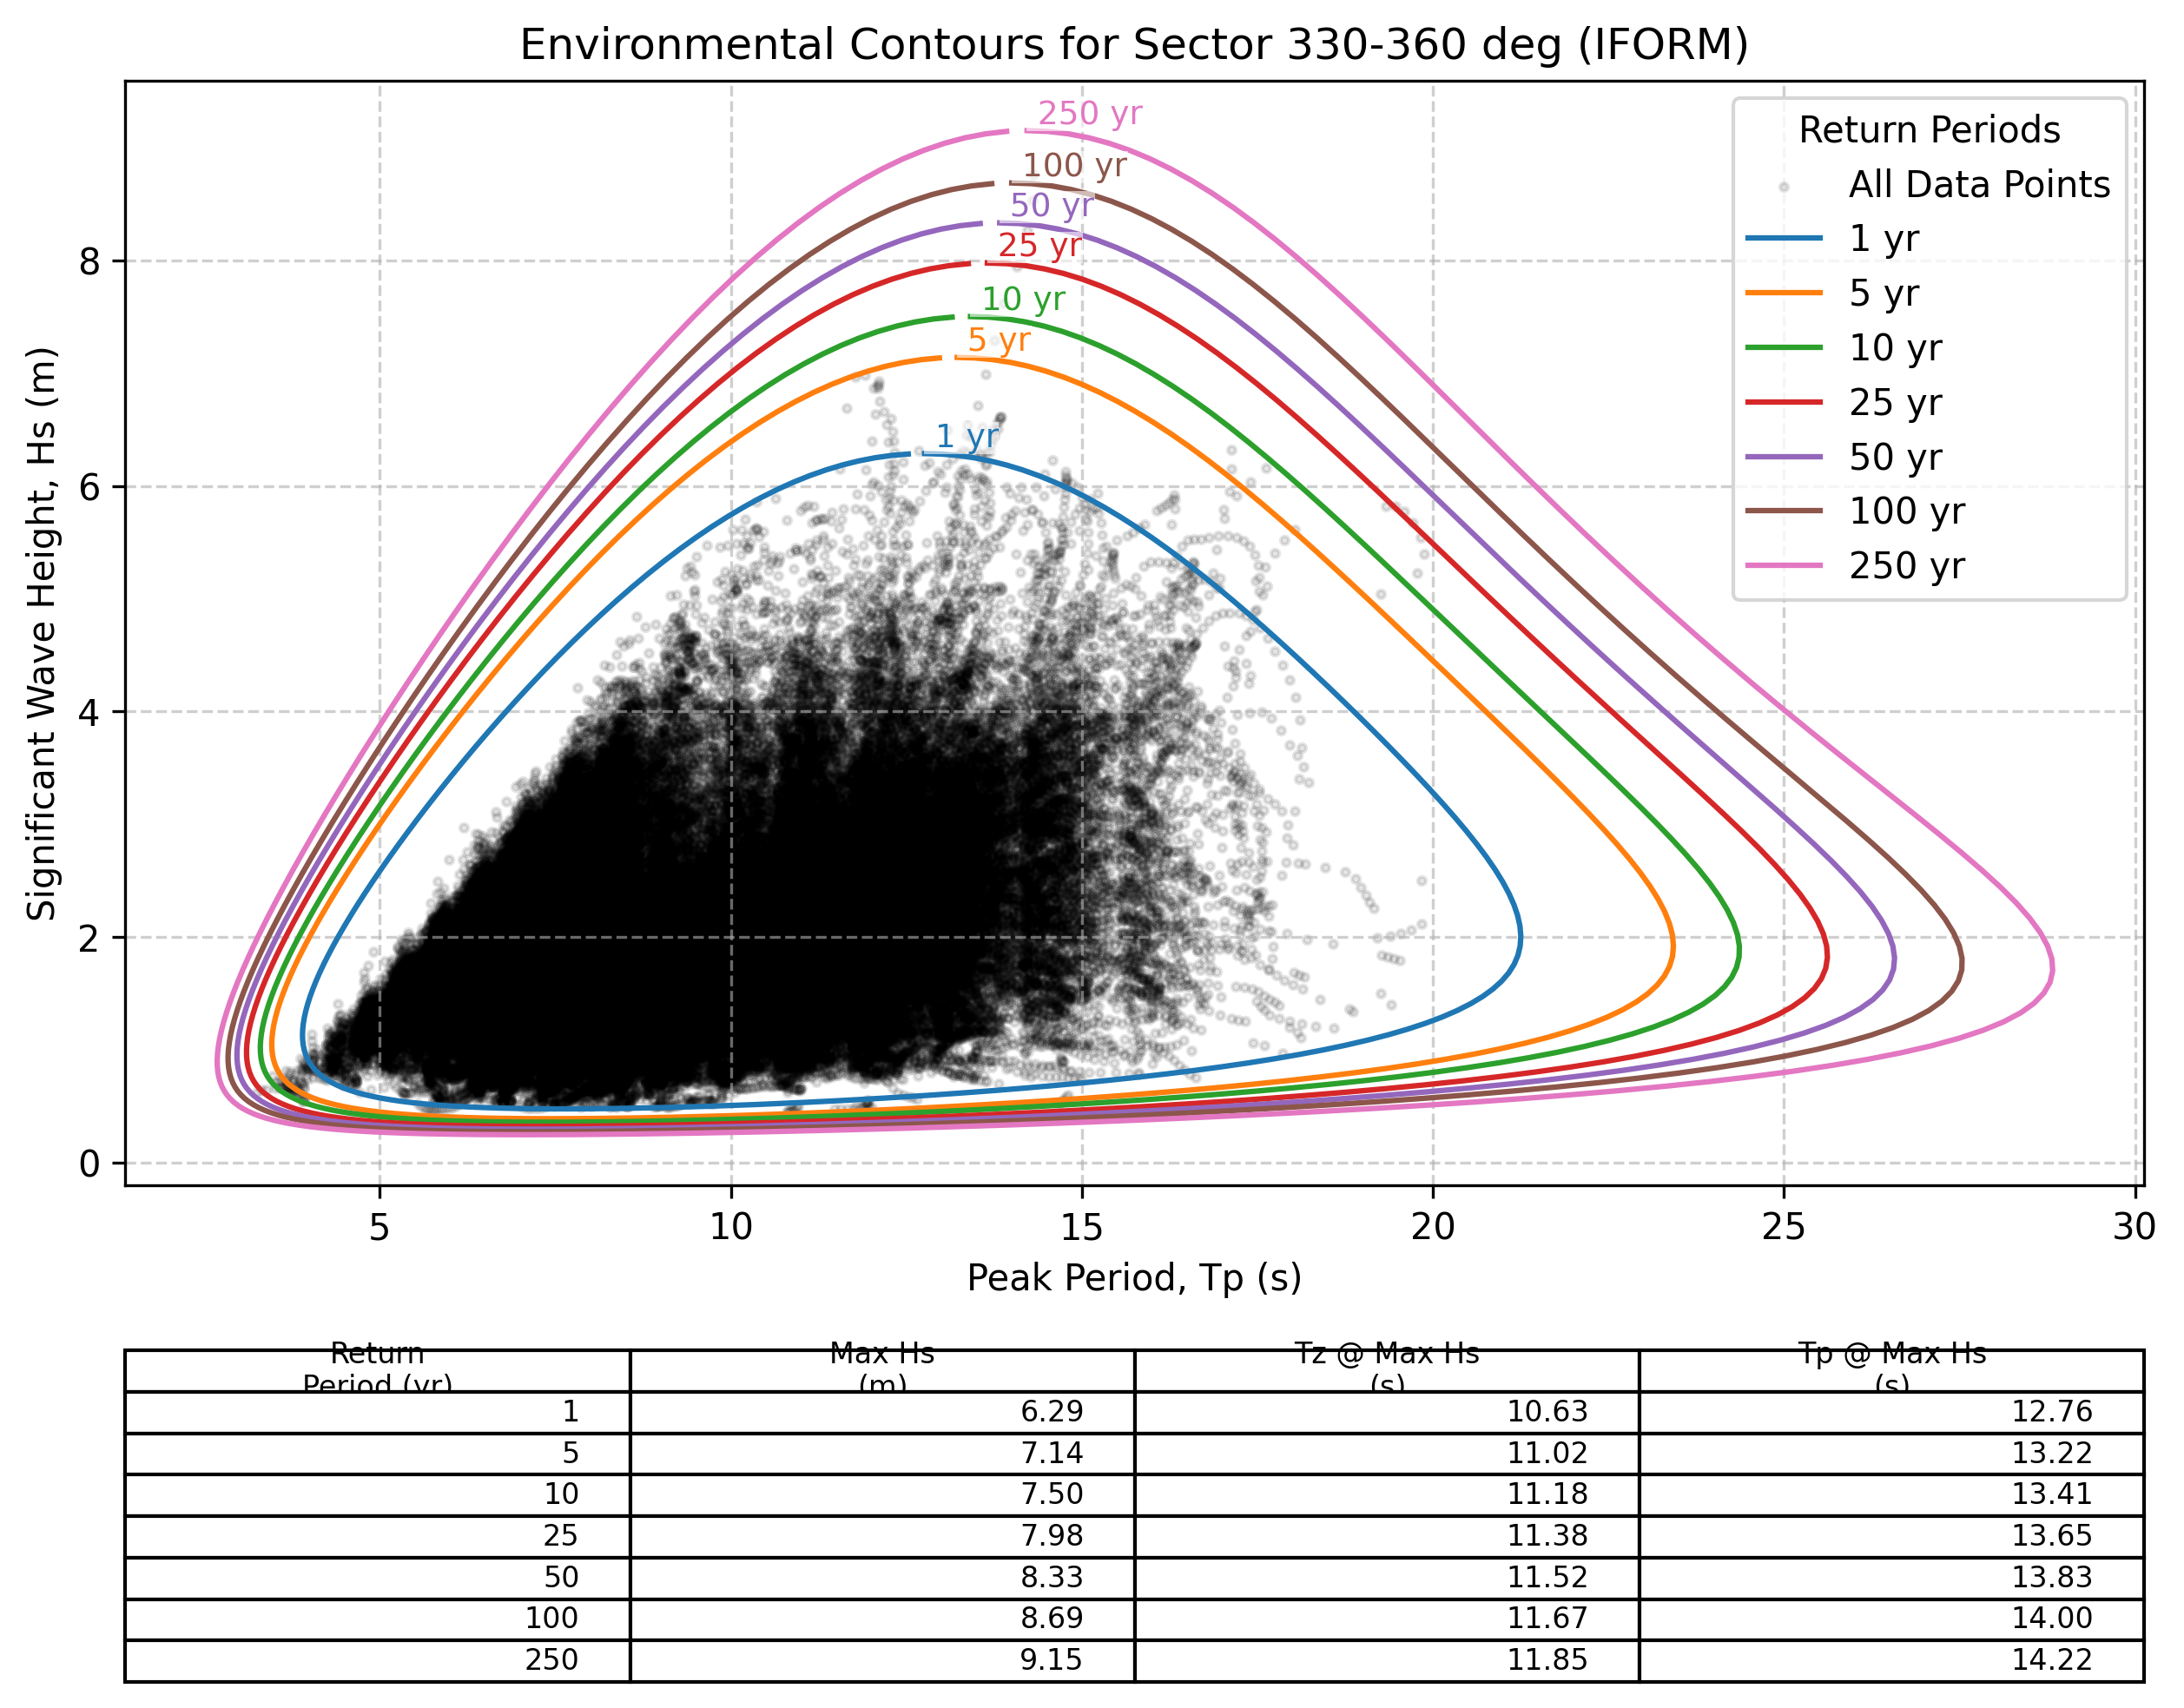 Environmental Contours for Sector 330-360 deg (IFORM)
Significant Wave Height, Hs (m)
8
6
4
2
0
250 yr
100 yr
50 yr
25 yr
10 yr
5 yr
1 yr
Return Periods
All Data Points
1 yr
5 yr
10 yr
25 yr
50 yr
100 yr
250 yr
5 10 15 20 25 30
Peak Period, Tp (s)
Return Period (yr) Max Hs (m) Tz @ Max Hs (s) Tp @ Max Hs (s)
1 6.29 10.63 12.76
5 7.14 11.02 13.22
10 7.50 11.18 13.41
25 7.98 11.38 13.65
50 8.33 11.52 13.83
100 8.69 11.67 14.00
250 9.15 11.85 14.22